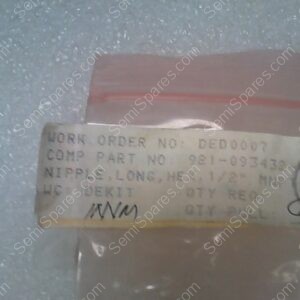 WORK ORDER NO: DED0007
COMP PART NO. 981-093432
NIPPLE,LONG,HEX,1/2"
WC: DEKIT QTY REQ
QTY PULL
SemiSpares.com